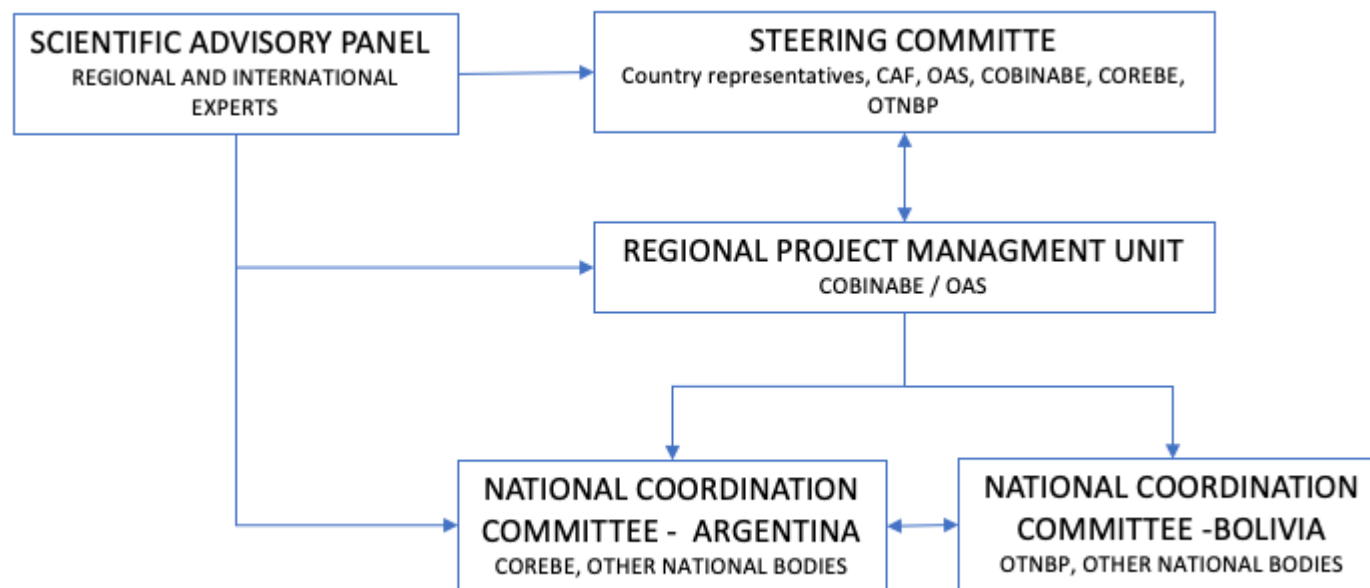 SCIENTIFIC ADVISORY PANEL
REGIONAL AND INTERNATIONAL
EXPERTS
STEERING COMMITTE
Country representatives, CAF, OAS, COBINABE, COREBE,
OTNBP
REGIONAL PROJECT MANAGMENT UNIT
COBINABE / OAS
NATIONAL COORDINATION
COMMITTEE - ARGENTINA
COREBE, OTHER NATIONAL BODIES
NATIONAL COORDINATION
COMMITTEE -BOLIVIA
OTNBP, OTHER NATIONAL BODIES